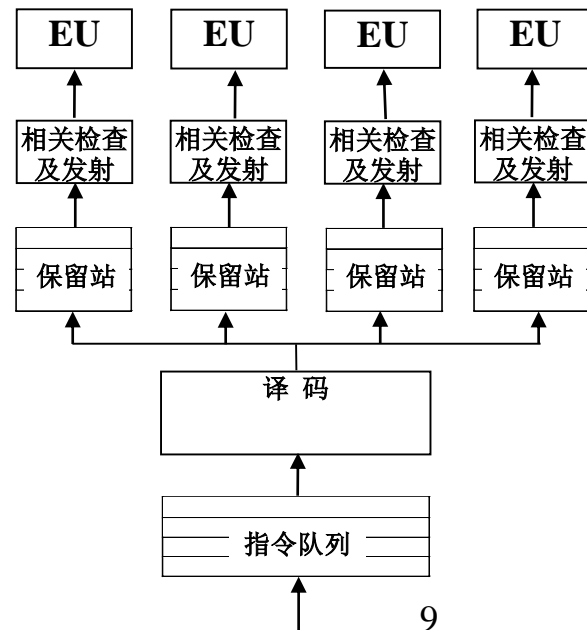 EU EU EU EU
相关检查 相关检查 相关检查 相关检查
及发射 及发射 及发射 及发射
保留站 保留站 保留站 保留站
译 码
指令队列
9